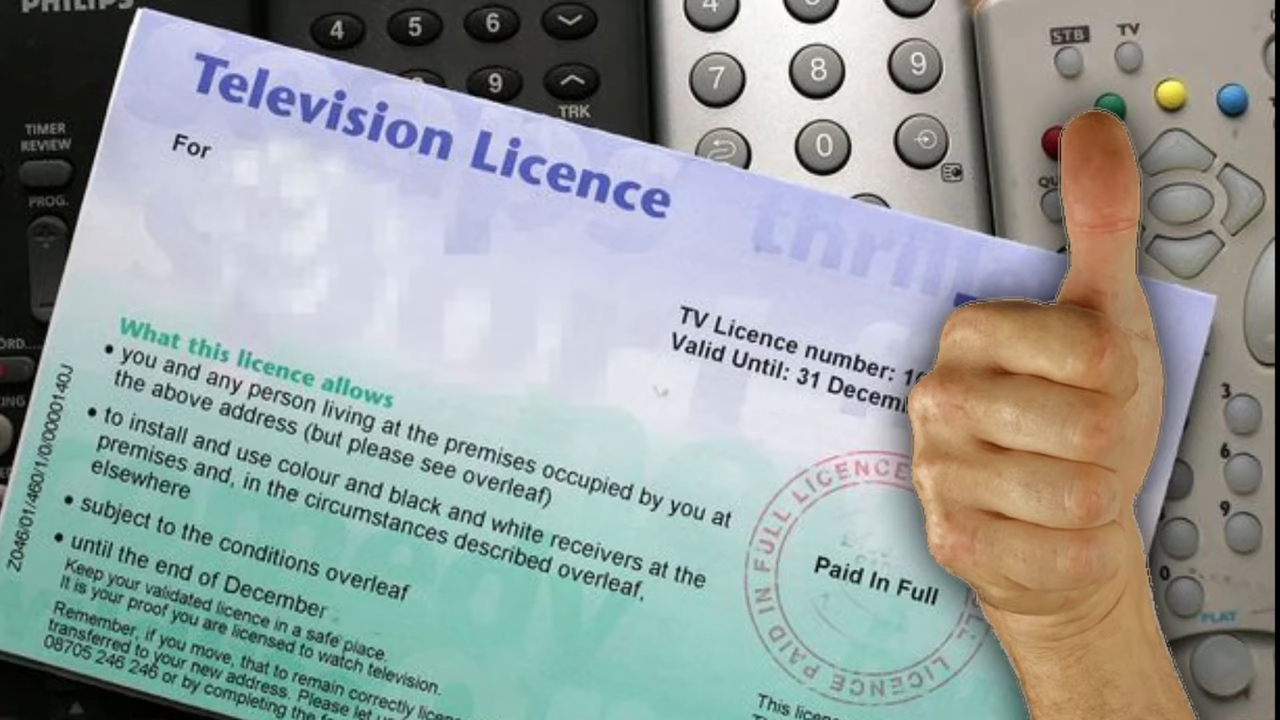 PHILIPS
4 5 6
9
TRK
TIMER
REVIEW
PROG.
4
7 8 9
0
STB TV
3
6
9
0
PLAY
Television Licence
For
thrill
TV Licence number:
Valid Until: 31
What this licence allows
• you and any person living at the premises occupied by you at
the above address (but please see overleaf)
• to install and use colour and black and white receivers at the
premises and, in the circumstances described overleaf,
elsewhere
• subject to the conditions overleaf
• until the end of December
Keep your validated licence in a safe place.
It is your proof you are licensed to watch television.
Remember, if you move, that to remain correctly
transferred to your new address. Please let
08705 246 246 or by completing the
Z046/01/460/1/0/0000140J
PAID IN FULL LICENCE
LICENCE
Paid In Full
This